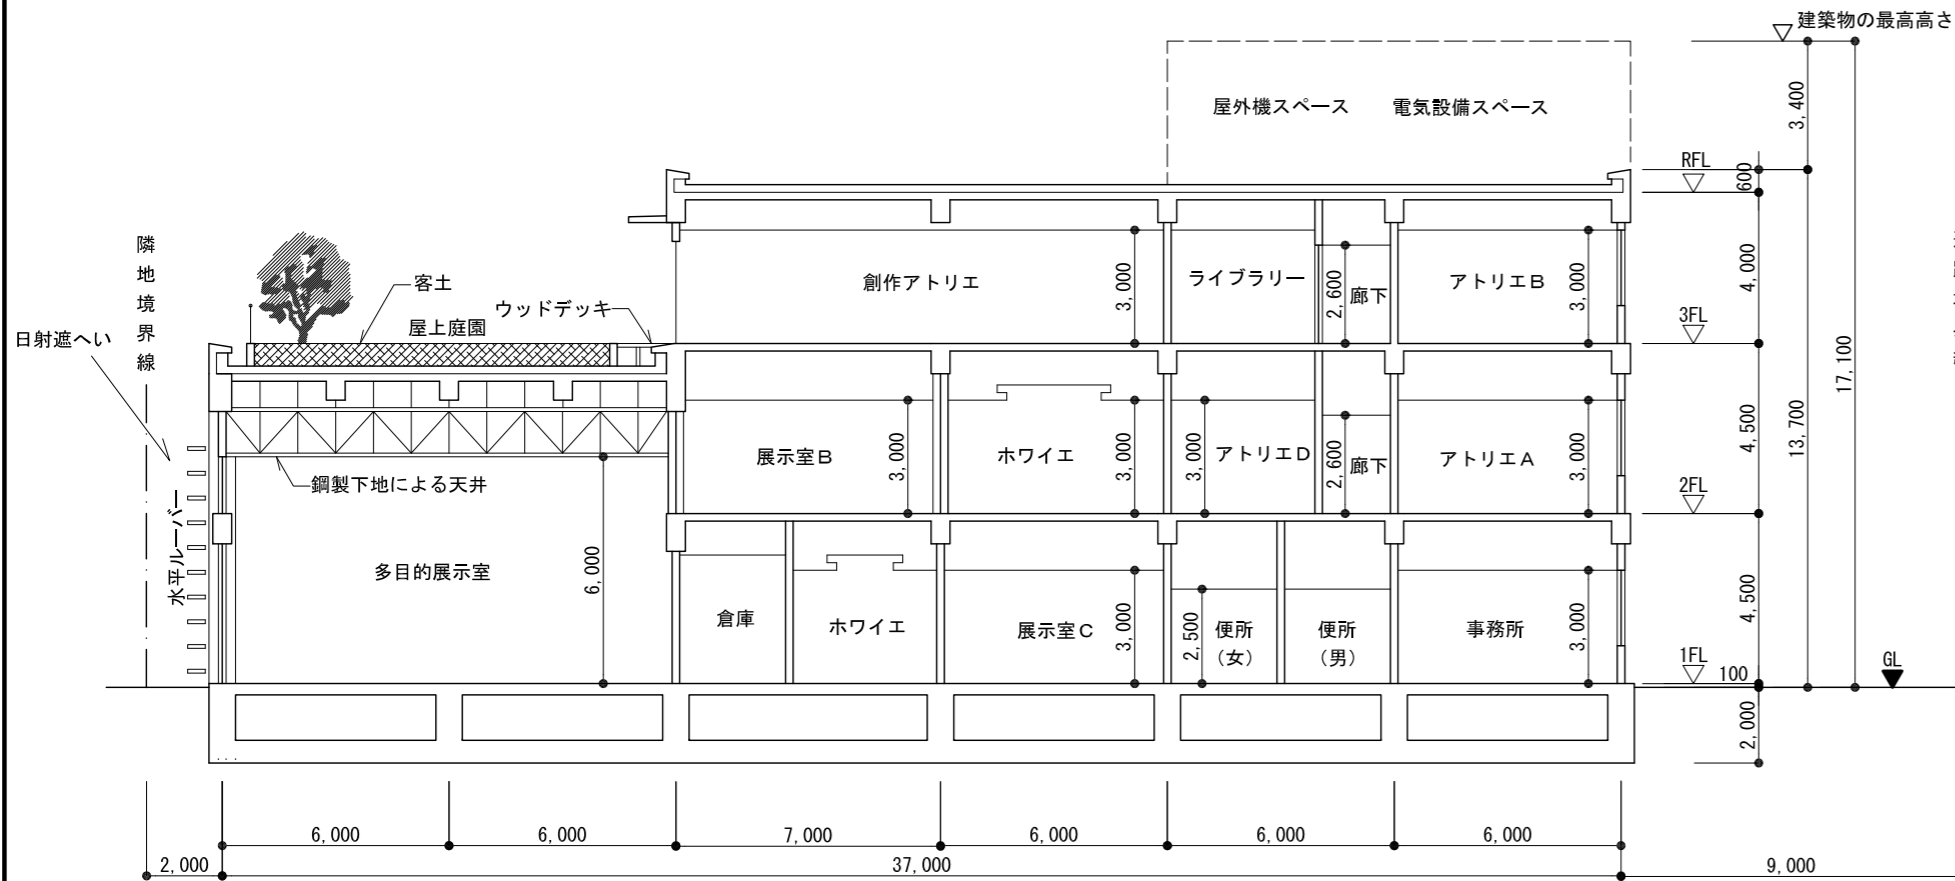 建築物の最高高さ
屋外機スペース
電気設備スペース
3,400
RFL
600
隣地境界線
客土
ウッドデッキ
屋上庭園
日射遮へい
創作アトリエ
3,000
ライブラリー
2,600
廊下
アトリエB
3,000
4,000
3FL
17,100
13,700
鋼製下地による天井
展示室B
3,000
ホワイエ
3,000
3,000
アトリエD
2,600
廊下
アトリエA
3,000
4,500
2FL
水平ルーバー
多目的展示室
6,000
倉庫
ホワイエ
展示室C
3,000
2,500
便所
(女)
便所
(男)
事務所
3,000
4,500
1FL
100
GL
2,000
6,000
6,000
7,000
6,000
6,000
6,000
2,000
37,000
9,000